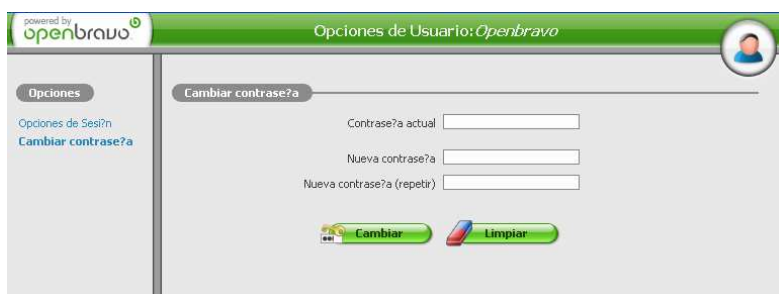 powered by
openbravo
Opciones de Usuario: Openbravo
Opciones
Opciones de Sesi?n
Cambiar contrase?a
Cambiar contrase?a
Contrase?a actual
Nueva contrase?a
Nueva contrase?a (repetir)
Cambiar
Limpiar